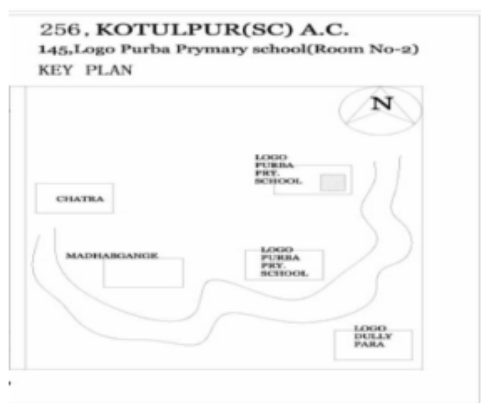 256, KOTULPUR(SC) A.C.
145,Logo Purba Prymary school(Room No-2)
KEY PLAN
N
LOGO
PURBA
PRY.
SCHOOL
CHATRA
MADHABGANGE
LOGO
PURBA
PRY.
SCHOOL
LOGO
DULLY
PARA